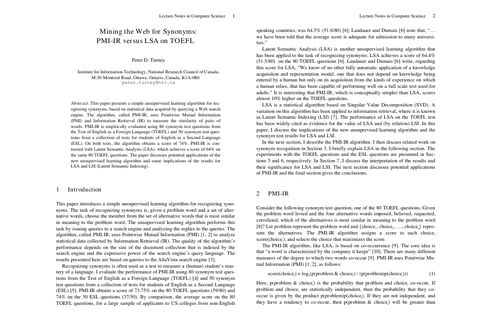 Lecture Notes in Computer Science 1
Mining the Web for Synonyms:
PMI-IR versus LSA on TOEFL
Peter D. Turney
Institute for Information Technology, National Research Council of Canada,
M-50 Montreal Road, Ottawa, Ontario, Canada, K1A 0R6
peter.turney@nrc.ca
Abstract. This paper presents a simple unsupervised learning algorithm for rec-
ognizing synonyms, based on statistical data acquired by querying a Web search
engine. The algorithm, called PMI-IR, uses Pointwise Mutual Information
(PMI) and Information Retrieval (IR) to measure the similarity of pairs of
words. PMI-IR is empirically evaluated using 80 synonym test questions from
the Test of English as a Foreign Language (TOEFL) and 50 synonym test ques-
tions from a collection of tests for students of English as a Second Language
(ESL). On both tests, the algorithm obtains a score of 74%. PMI-IR is con-
trasted with Latent Semantic Analysis (LSA), which achieves a score of 64% on
the same 80 TOEFL questions. The paper discusses potential applications of the
new unsupervised learning algorithm and some implications of the results for
LSA and LSI (Latent Semantic Indexing).
1 Introduction
This paper introduces a simple unsupervised learning algorithm for recognizing syno-
nyms. The task of recognizing synonyms is, given a problem word and a set of alter-
native words, choose the member from the set of alternative words that is most similar
in meaning to the problem word. The unsupervised learning algorithm performs this
task by issuing queries to a search engine and analyzing the replies to the queries. The
algorithm, called PMI-IR, uses Pointwise Mutual Information (PMI) [1, 2] to analyze
statistical data collected by Information Retrieval (IR). The quality of the algorithm's
performance depends on the size of the document collection that is indexed by the
search engine and the expressive power of the search engine's query language. The
results presented here are based on queries to the AltaVista search engine [3].
Recognizing synonyms is often used as a test to measure a (human) student's mas-
tery of a language. I evaluate the performance of PMI-IR using 80 synonym test ques-
tions from the Test of English as a Foreign Language (TOEFL) [4] and 50 synonym
test questions from a collection of tests for students of English as a Second Language
(ESL) [5]. PMI-IR obtains a score of 73.75% on the 80 TOEFL questions (59/80) and
74% on the 50 ESL questions (37/50). By comparison, the average score on the 80
TOEFL questions, for a large sample of applicants to US colleges from non-English
Lecture Notes in Computer Science 2
speaking countries, was 64.5% (51.6/80) [6]. Landauer and Dumais [6] note that, "…
we have been told that the average score is adequate for admission to many universi-
ties."
Latent Semantic Analysis (LSA) is another unsupervised learning algorithm that
has been applied to the task of recognizing synonyms. LSA achieves a score of 64.4%
(51.5/80) on the 80 TOEFL questions [6]. Landauer and Dumais [6] write, regarding
this score for LSA, "We know of no other fully automatic application of a knowledge
acquisition and representation model, one that does not depend on knowledge being
entered by a human but only on its acquisition from the kinds of experience on which
a human relies, that has been capable of performing well on a full scale test used for
adults." It is interesting that PMI-IR, which is conceptually simpler than LSA, scores
almost 10% higher on the TOEFL questions.
LSA is a statistical algorithm based on Singular Value Decomposition (SVD). A
variation on this algorithm has been applied to information retrieval, where it is known
as Latent Semantic Indexing (LSI) [7]. The performance of LSA on the TOEFL test
has been widely cited as evidence for the value of LSA and (by relation) LSI. In this
paper, I discuss the implications of the new unsupervised learning algorithm and the
synonym test results for LSA and LSI.
In the next section, I describe the PMI-IR algorithm. I then discuss related work on
synonym recognition in Section 3. I briefly explain LSA in the following section. The
experiments with the TOEFL questions and the ESL questions are presented in Sec-
tions 5 and 6, respectively. In Section 7, I discuss the interpretation of the results and
their significance for LSA and LSI. The next section discusses potential applications
of PMI-IR and the final section gives the conclusions.
2 PMI-IR
Consider the following synonym test question, one of the 80 TOEFL questions. Given
the problem word levied and the four alternative words imposed, believed, requested,
correlated, which of the alternatives is most similar in meaning to the problem word
[8]? Let problem represent the problem word and {choice₁, choice₂, …, choiceₙ} repre-
sent the alternatives. The PMI-IR algorithm assigns a score to each choice,
score(choiceᵢ), and selects the choice that maximizes the score.
The PMI-IR algorithm, like LSA, is based on co-occurrence [9]. The core idea is
that "a word is characterized by the company it keeps" [10]. There are many different
measures of the degree to which two words co-occur [9]. PMI-IR uses Pointwise Mu-
tual Information (PMI) [1, 2], as follows:
score(choiceᵢ) = log₂(p(problem & choiceᵢ) / (p(problem)p(choiceᵢ))) (1)
Here, p(problem & choiceᵢ) is the probability that problem and choiceᵢ co-occur. If
problem and choiceᵢ are statistically independent, then the probability that they co-
occur is given by the product p(problem)p(choiceᵢ). If they are not independent, and
they have a tendency to co-occur, then p(problem & choiceᵢ) will be greater than